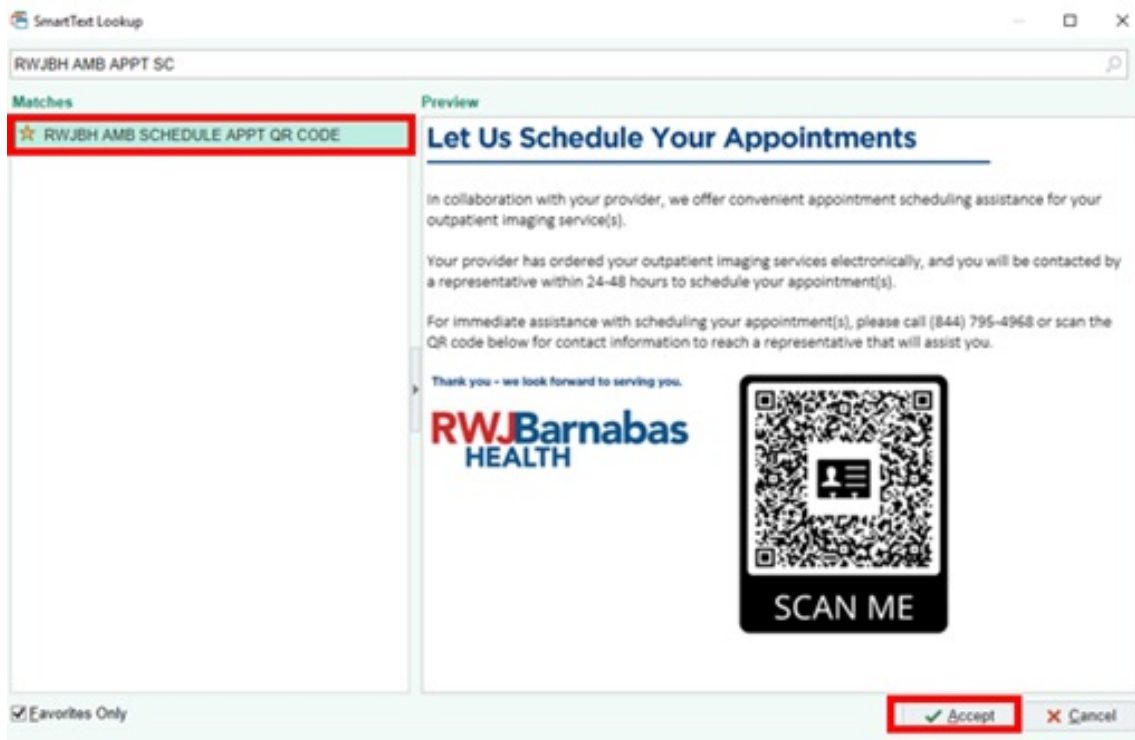 SmartText Lookup
RWJBH AMB APPT SC
Matches
Preview
RWJBH AMB SCHEDULE APPT QR CODE
Let Us Schedule Your Appointments
In collaboration with your provider, we offer convenient appointment scheduling assistance for your
outpatient imaging service(s).
Your provider has ordered your outpatient imaging services electronically, and you will be contacted by
a representative within 24-48 hours to schedule your appointment(s).
For immediate assistance with scheduling your appointment(s), please call (844) 795-4968 or scan the
QR code below for contact information to reach a representative that will assist you.
Thank you – we look forward to serving you.
RWJBarnabas
HEALTH
SCAN ME
Favorites Only
Accept
Cancel